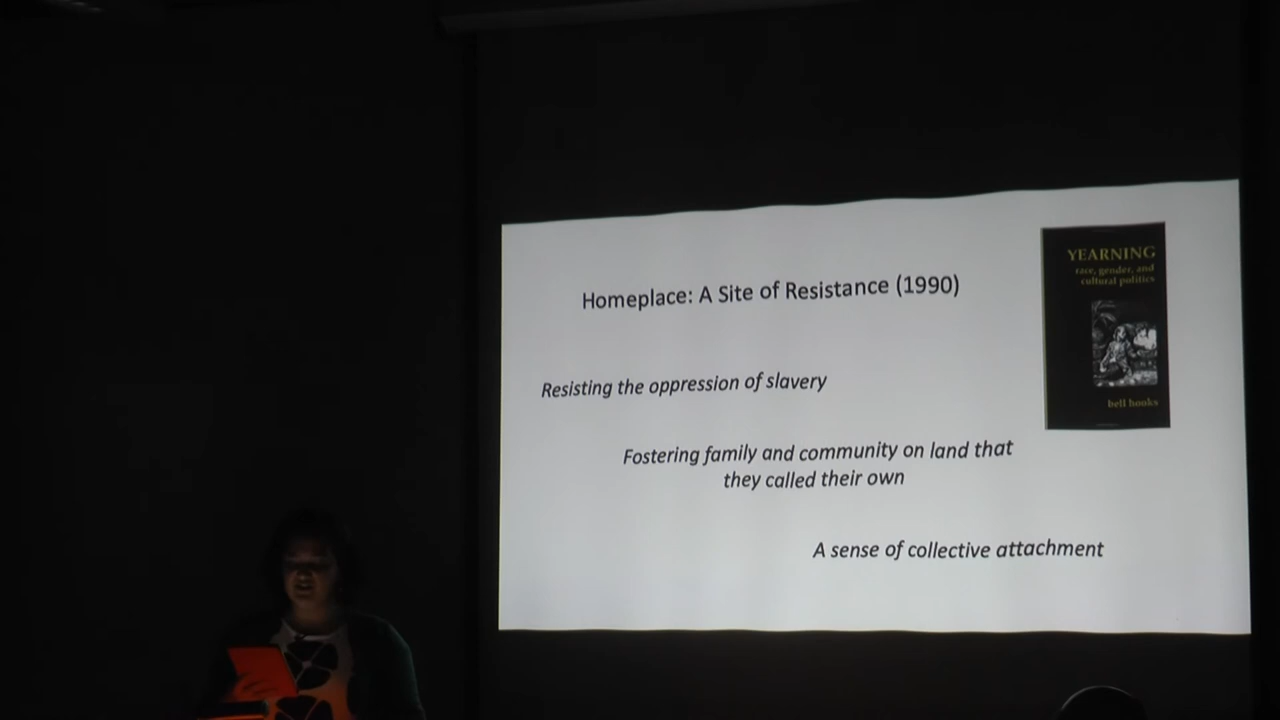 Homeplace: A Site of Resistance (1990)
YEARNING
race, gender, and
cultural politics
bell hooks
Resisting the oppression of slavery
Fostering family and community on land that
they called their own
A sense of collective attachment